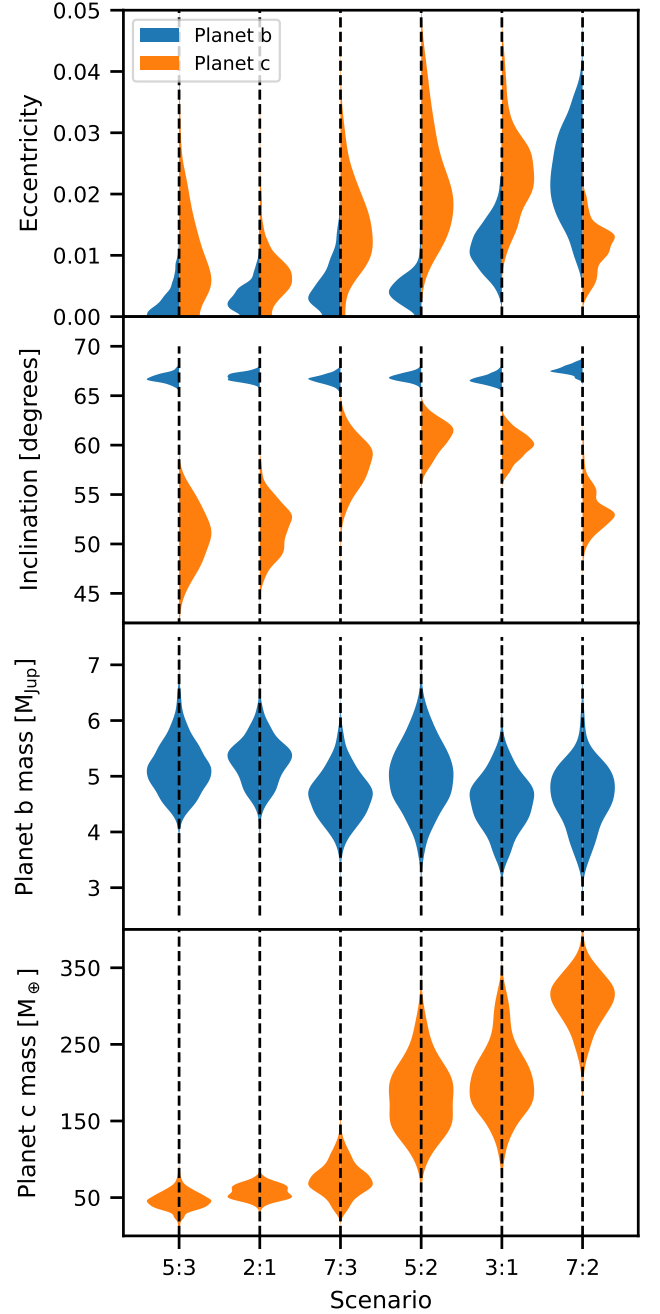 0.05
Planet b
Planet c
0.04
0.03
0.02
0.01
0.00
Eccentricity
70
65
60
55
50
45
Inclination [degrees]
7
6
5
4
3
Planet b mass [M_Jup]
350
250
150
50
Planet c mass [M_⊕]
5:3 2:1 7:3 5:2 3:1 7:2
Scenario